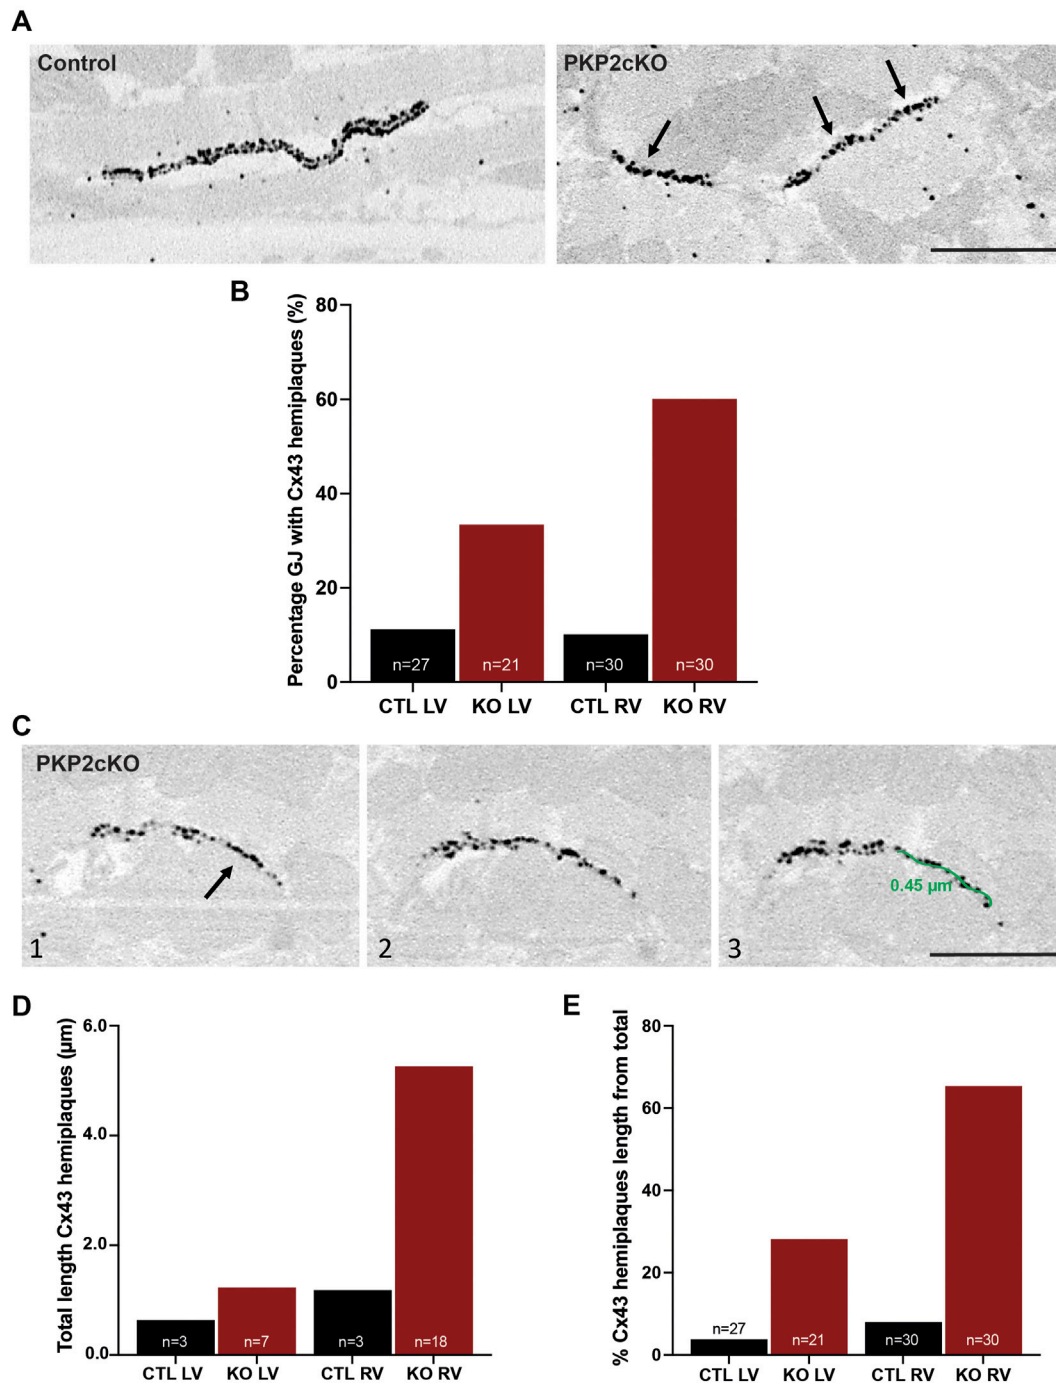 A
Control
PKP2cKO
B
Percentage GJ with Cx43 hemiplaques (%)
80
60
40
20
0
n=27
n=21
n=30
n=30
CTL LV
KO LV
CTL RV
KO RV
C
PKP2cKO
1
2
3
0.45 µm
D
Total length Cx43 hemiplaques (µm)
6.0
4.0
2.0
0.0
n=3
n=7
n=3
n=18
CTL LV
KO LV
CTL RV
KO RV
E
% Cx43 hemiplaques length from total
80
60
40
20
0
n=27
n=21
n=30
n=30
CTL LV
KO LV
CTL RV
KO RV